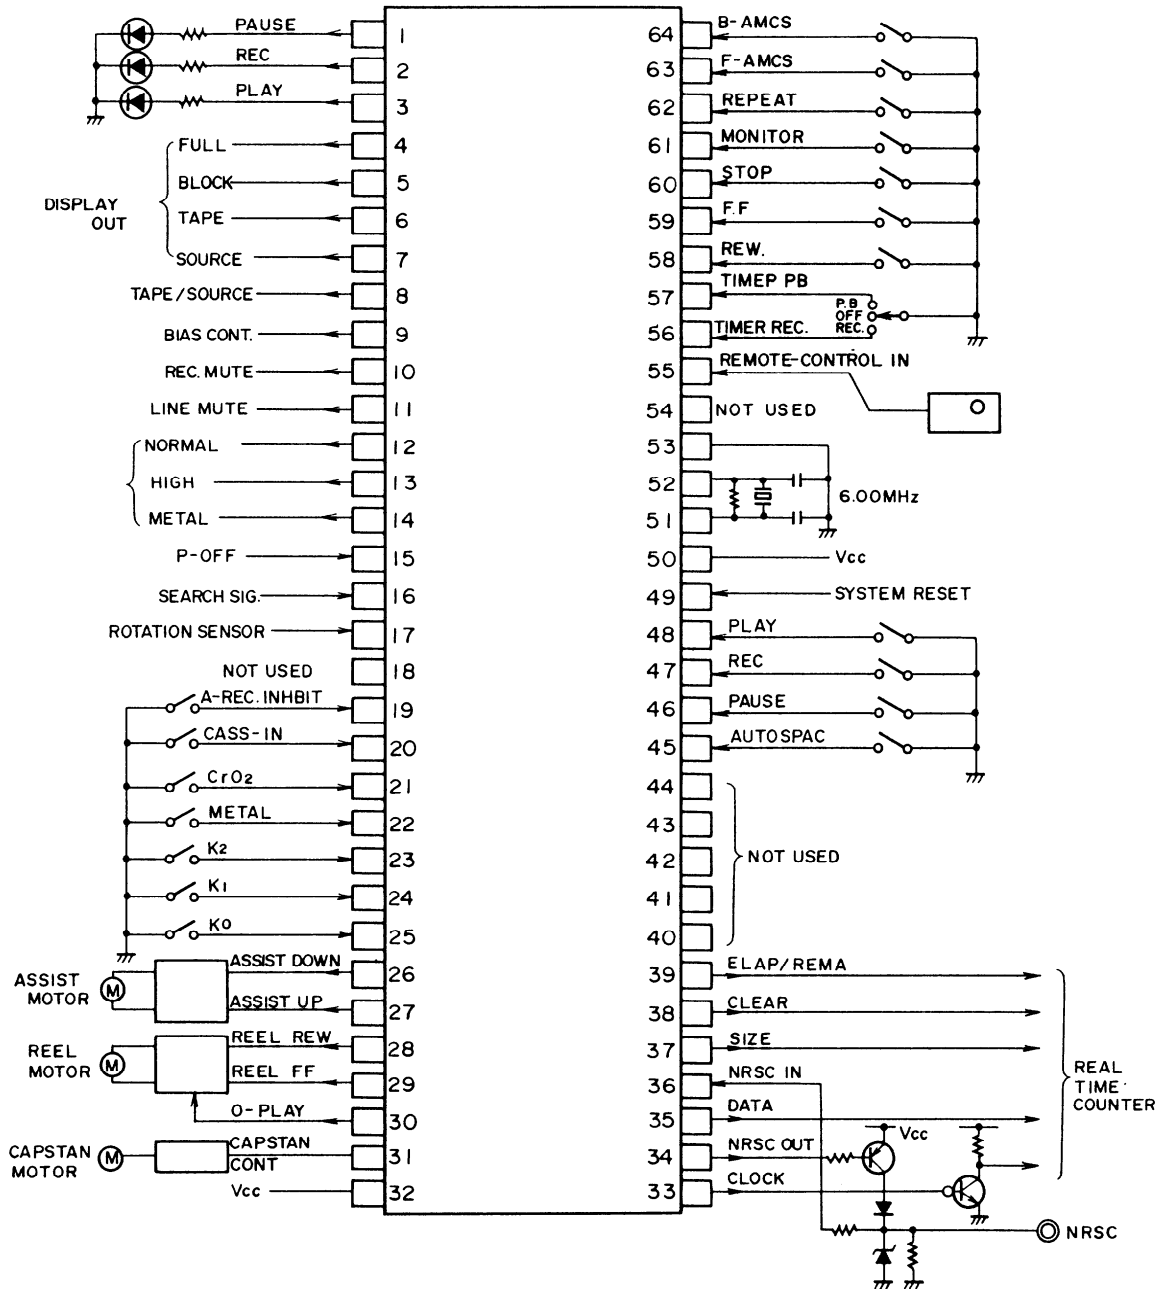 PAUSE
1
REC
2
PLAY
3
DISPLAY
OUT
FULL
4
BLOCK
5
TAPE
6
SOURCE
7
TAPE/SOURCE
8
BIAS CONT.
9
REC. MUTE
10
LINE MUTE
11
NORMAL
12
HIGH
13
METAL
14
P-OFF
15
SEARCH SIG.
16
ROTATION SENSOR
17
NOT USED
18
A-REC. INHBIT
19
CASS-IN
20
CrO2
21
METAL
22
K2
23
K1
24
K0
25
ASSIST
MOTOR
M
ASSIST DOWN
26
ASSIST UP
27
REEL
MOTOR
M
REEL REW
28
REEL FF
29
O-PLAY
30
CAPSTAN
MOTOR
M
CAPSTAN
CONT
31
Vcc
32
64
B-AMCS
63
F-AMCS
62
REPEAT
61
MONITOR
60
STOP
59
F.F
58
REW.
57
TIMEP PB
P.B
OFF
REC.
56
TIMER REC.
55
REMOTE-CONTROL IN
54
NOT USED
53
52
51
6.00MHz
50
Vcc
49
SYSTEM RESET
48
PLAY
47
REC
46
PAUSE
45
AUTOSPAC
44
43
42
41
40
NOT USED
39
ELAP/REMA
38
CLEAR
37
SIZE
36
NRSC IN
35
DATA
34
NRSC OUT
Vcc
33
CLOCK
REAL
TIME
COUNTER
NRSC